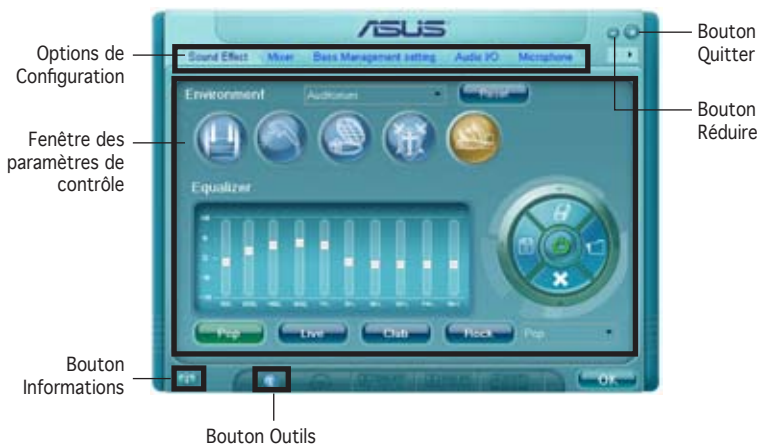 ASUS
Options de
Configuration
Bouton
Quitter
Sound Effect Mixer Bass Management setting Audio I/O Microphone
Bouton
Réduire
Environment Auditorium Reset
Fenêtre des
paramètres de
contrôle
Equalizer
Pop Live Club Rock Pop
Bouton
Informations
OK
Bouton Outils